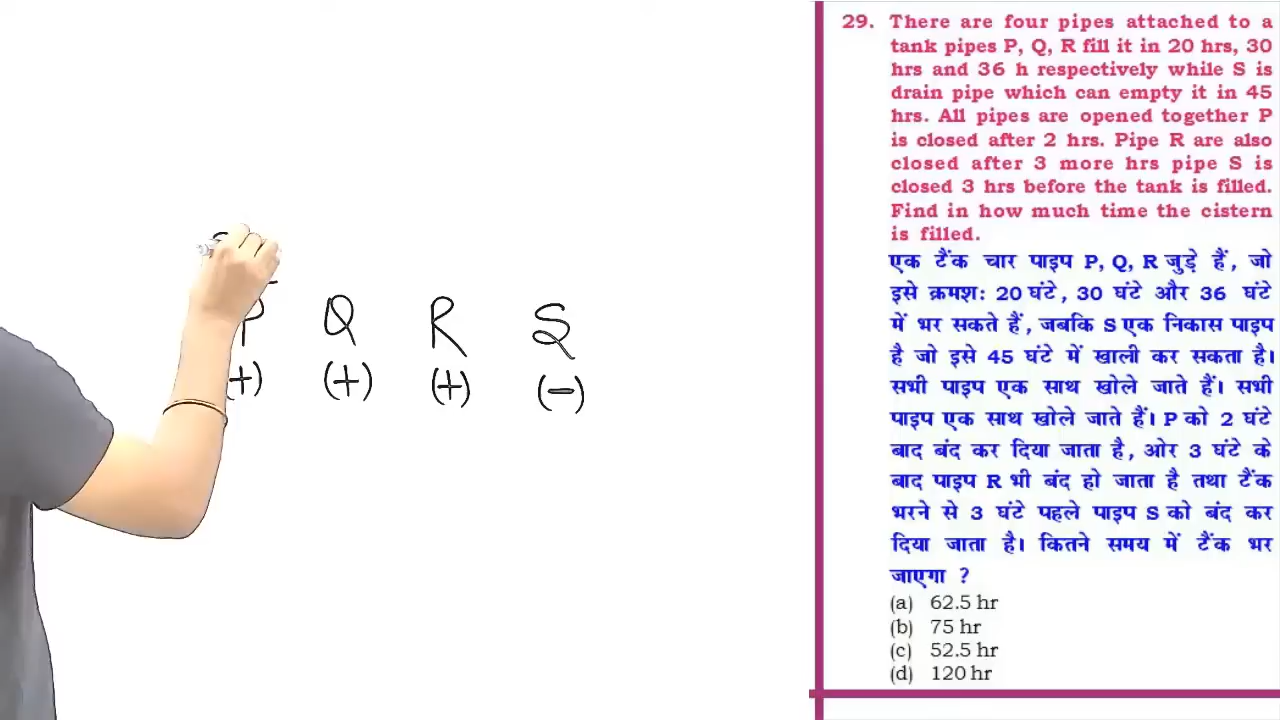 29. There are four pipes attached to a
tank pipes P, Q, R fill it in 20 hrs, 30
hrs and 36 h respectively while S is
drain pipe which can empty it in 45
hrs. All pipes are opened together P
is closed after 2 hrs. Pipe R are also
closed after 3 more hrs pipe S is
closed 3 hrs before the tank is filled.
Find in how much time the cistern
is filled.
एक टैंक चार पाइप P, Q, R जुड़े हैं, जो
इसे क्रमश: 20 घंटे, 30 घंटे और 36 घंटे
में भर सकते हैं, जबकि S एक निकास पाइप
है जो इसे 45 घंटे में खाली कर सकता है।
सभी पाइप एक साथ खोले जाते हैं। सभी
पाइप एक साथ खोले जाते हैं। P को 2 घंटे
बाद बंद कर दिया जाता है, ओर 3 घंटे के
बाद पाइप R भी बंद हो जाता है तथा टैंक
भरने से 3 घंटे पहले पाइप S को बंद कर
दिया जाता है। कितने समय में टैंक भर
जाएगा ?
(a) 62.5 hr
(b) 75 hr
(c) 52.5 hr
(d) 120 hr
P Q R S
(+) (+) (+) (-)